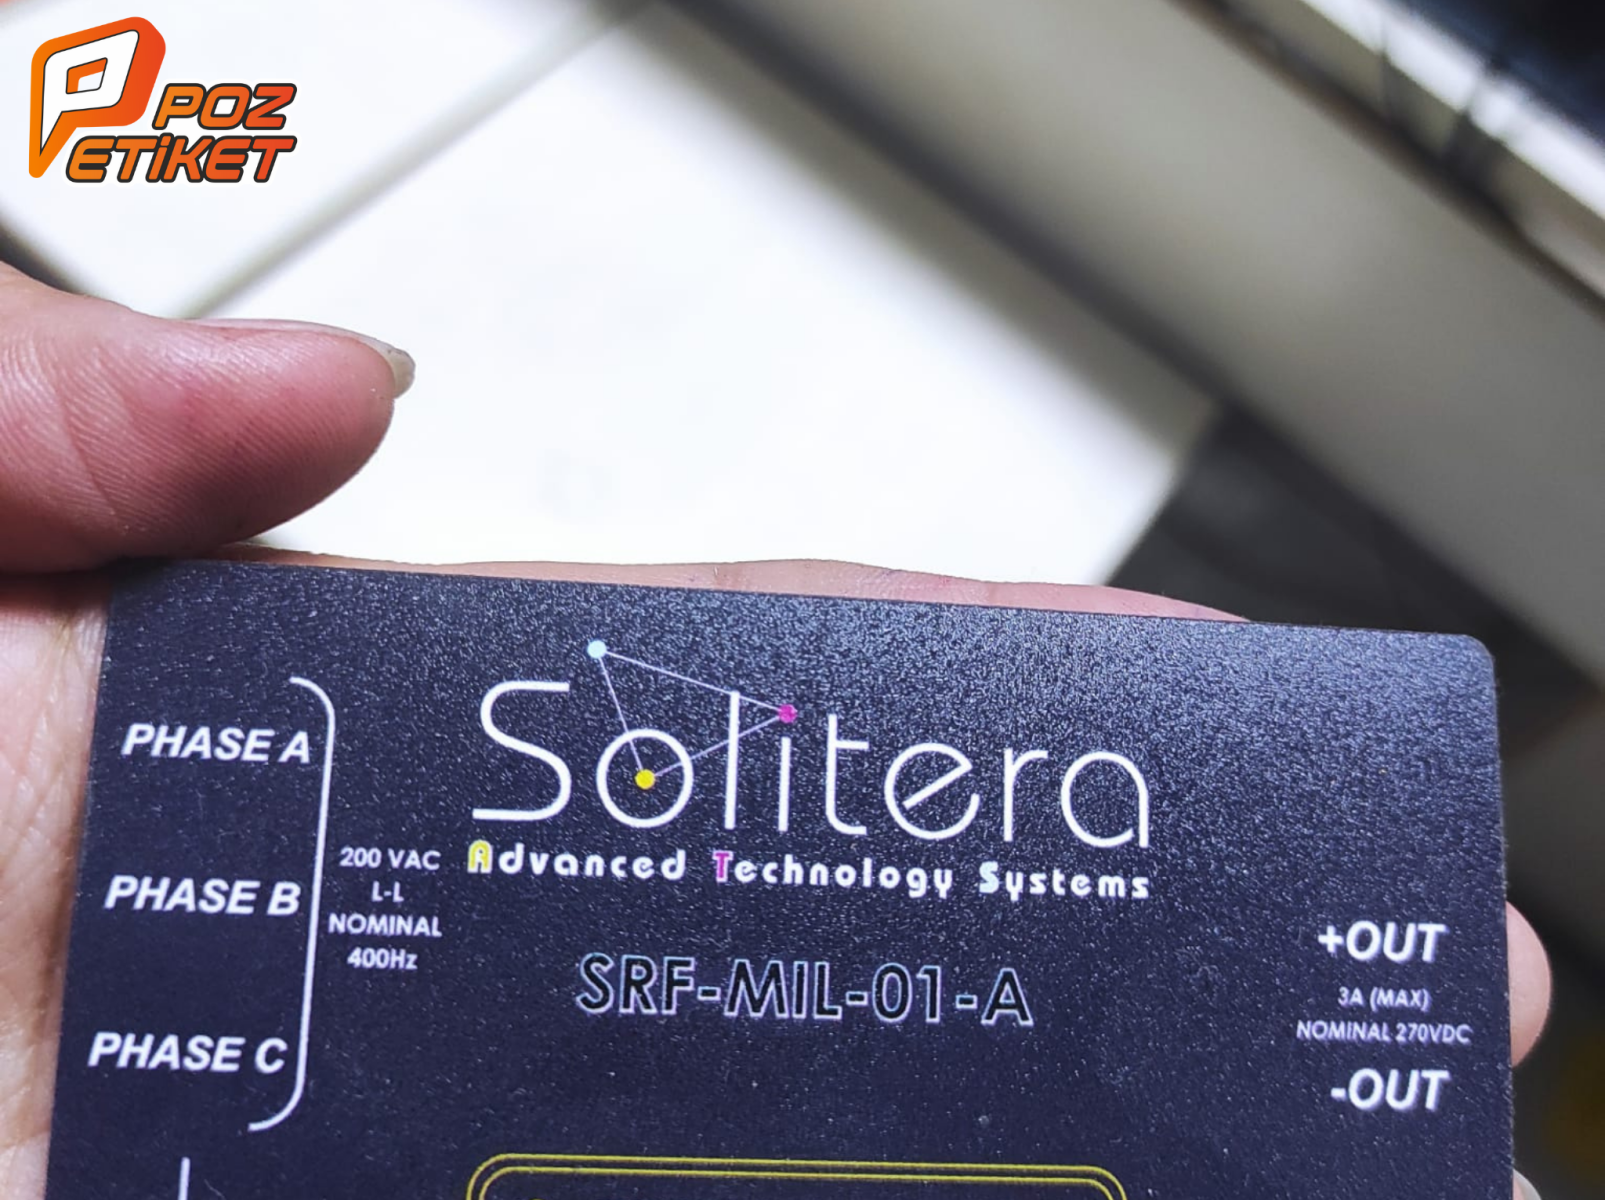 POZ
ETİKET
Solitera
Advanced Technology Systems
SRF-MIL-01-A
PHASE A
PHASE B
PHASE C
200 VAC
L-L
NOMINAL
400Hz
+OUT
3A (MAX)
NOMINAL 270VDC
-OUT